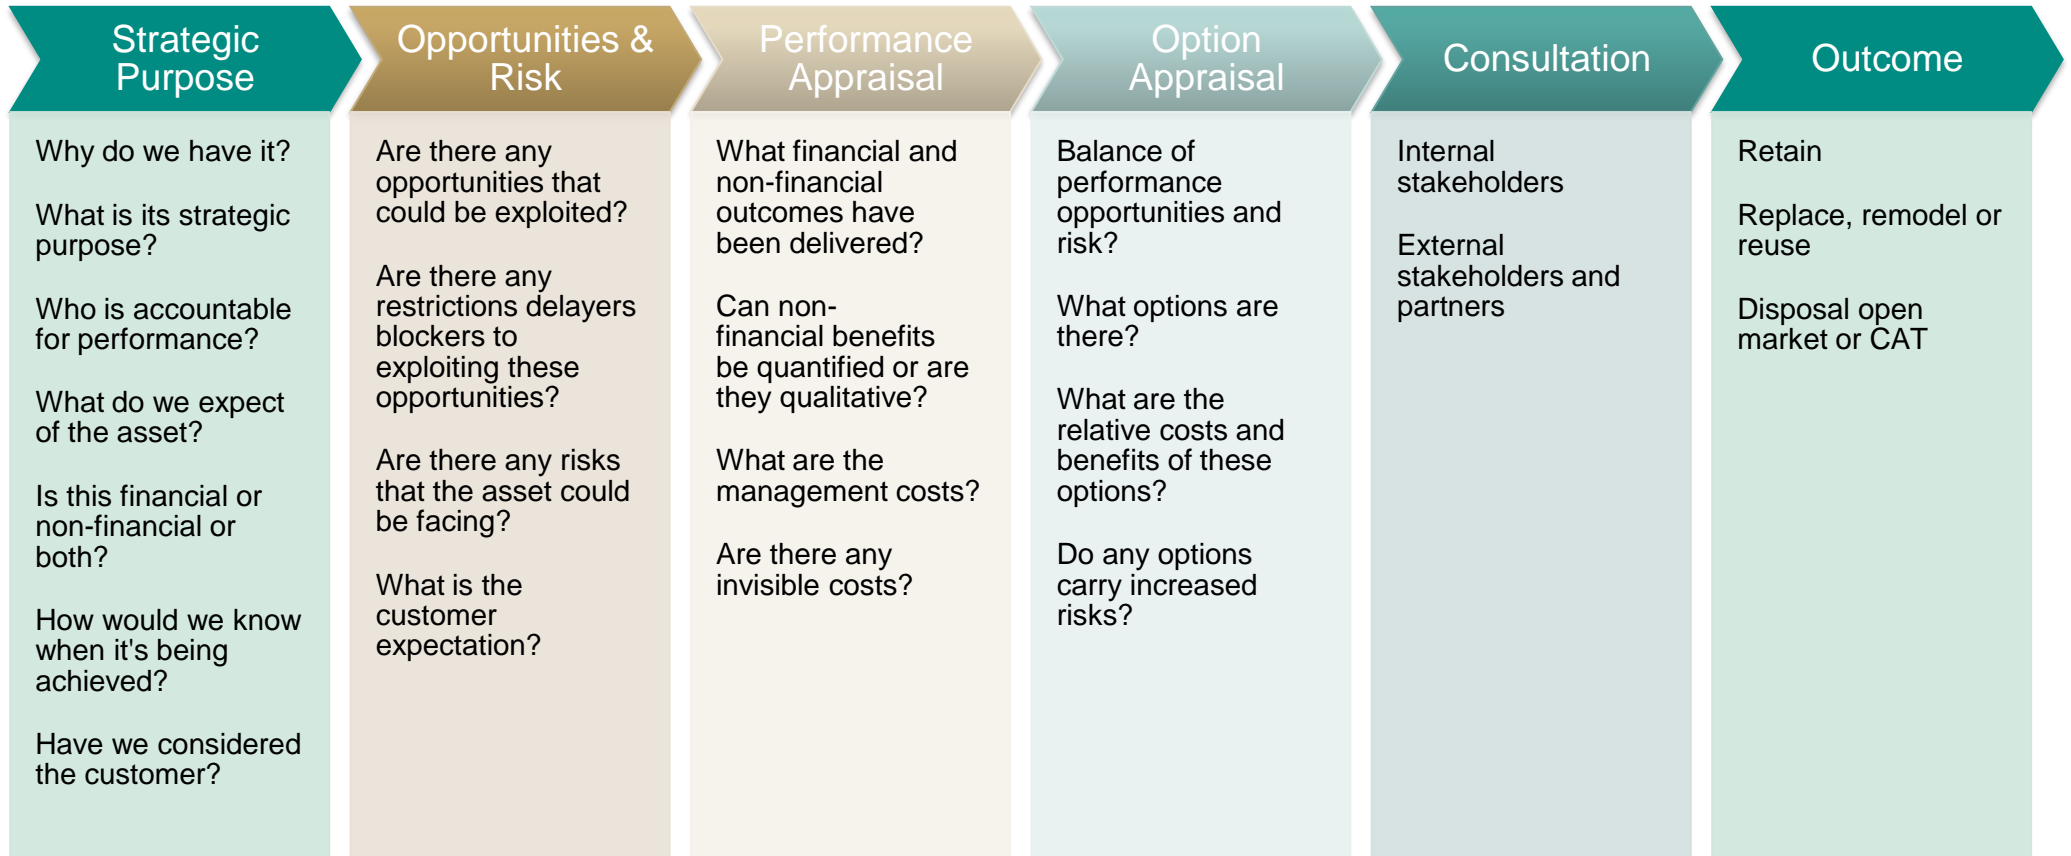 Strategic
Purpose
Why do we have it?
What is its strategic
purpose?
Who is accountable
for performance?
What do we expect
of the asset?
Is this financial or
non-financial or
both?
How would we know
when it's being
achieved?
Have we considered
the customer?
Opportunities &
Risk
Are there any
opportunities that
could be exploited?
Are there any
restrictions delayers
blockers to
exploiting these
opportunities?
Are there any risks
that the asset could
be facing?
What is the
customer
expectation?
Performance
Appraisal
What financial and
non-financial
outcomes have
been delivered?
Can non-
financial benefits
be quantified or are
they qualitative?
What are the
management costs?
Are there any
invisible costs?
Option
Appraisal
Balance of
performance
opportunities and
risk?
What options are
there?
What are the
relative costs and
benefits of these
options?
Do any options
carry increased
risks?
Consultation
Internal
stakeholders
External
stakeholders and
partners
Outcome
Retain
Replace, remodel or
reuse
Disposal open
market or CAT